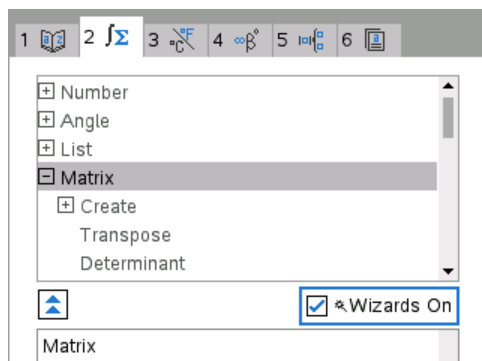 1 2 ∫Σ 3 °C°F 4 ∞β° 5 6
Number
Angle
List
Matrix
Create
Transpose
Determinant
Wizards On
Matrix